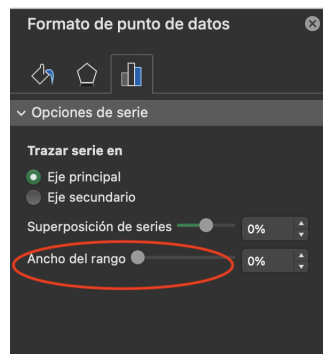 Formato de punto de datos
Opciones de serie
Trazar serie en
Eje principal
Eje secundario
Superposición de series 0%
Ancho del rango 0%